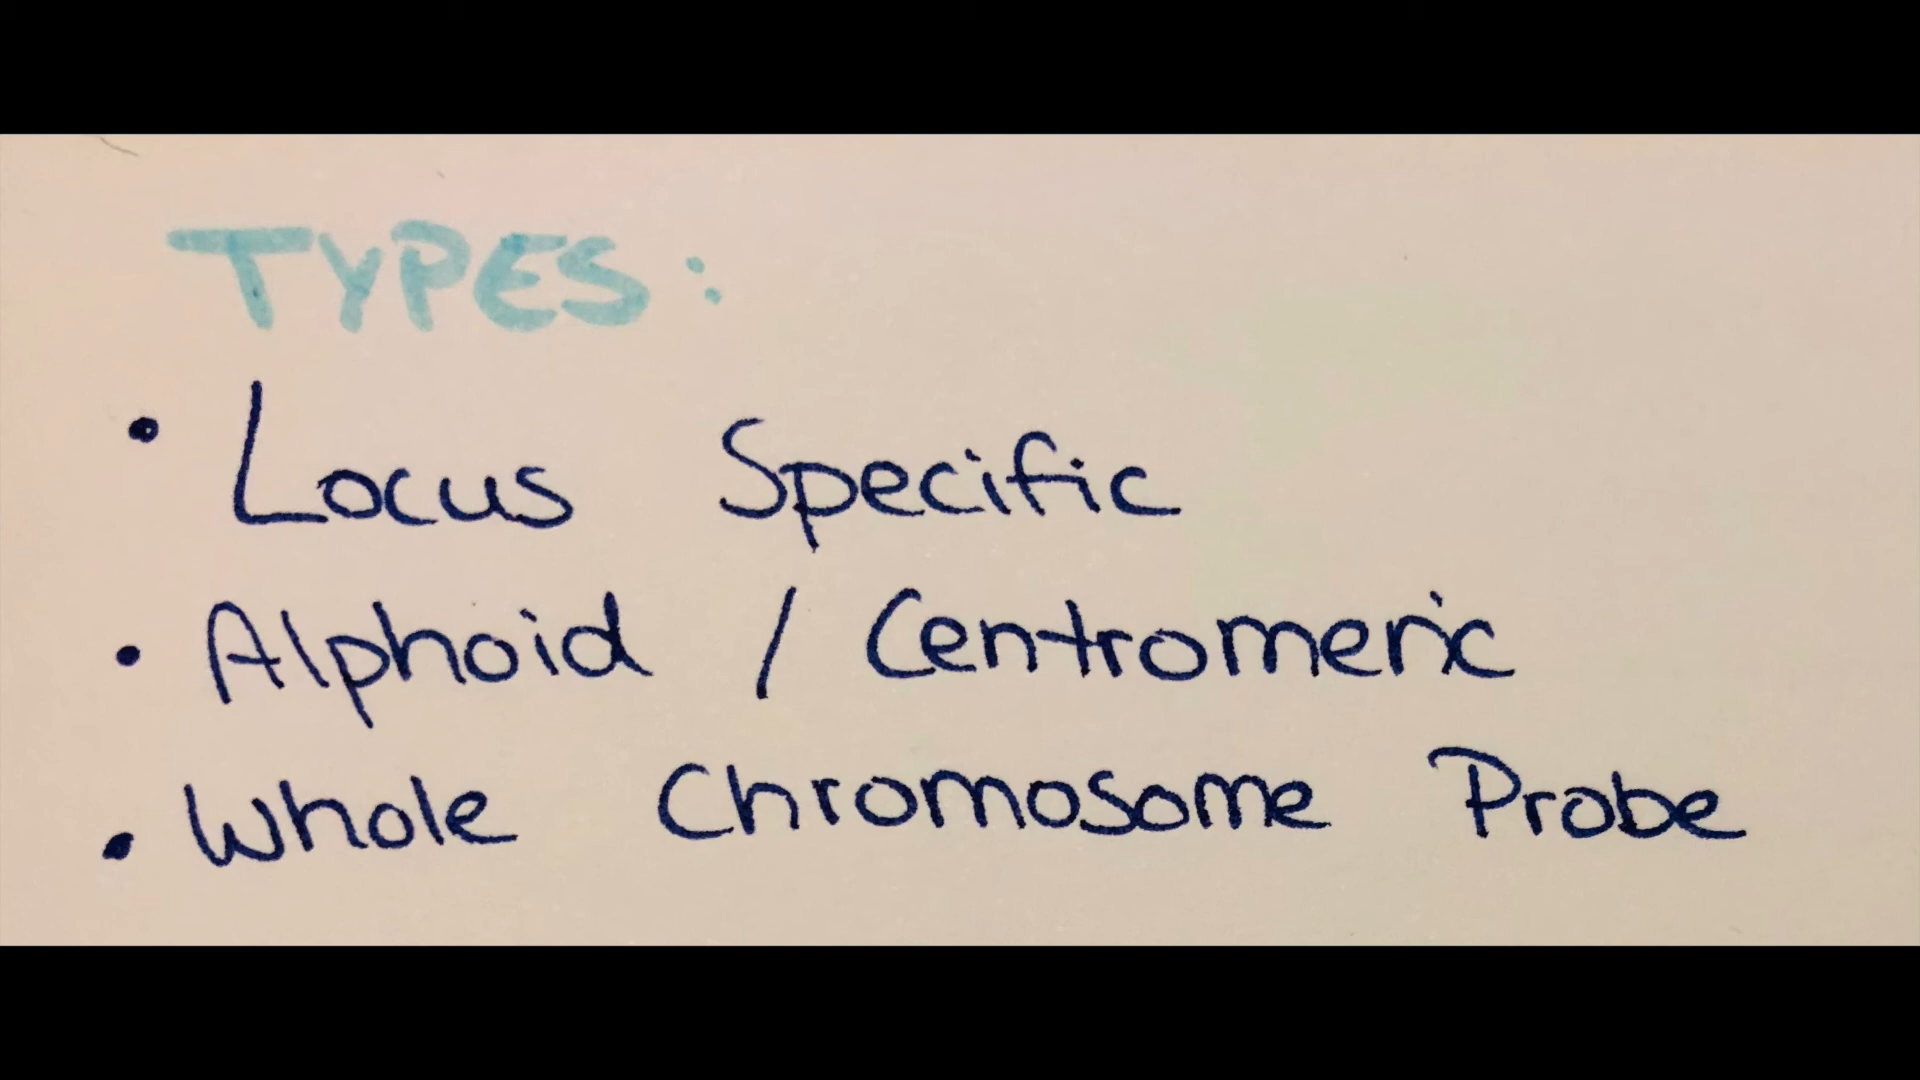 TYPES:
• Locus Specific
• Alphoid / Centromeric
• Whole Chromosome Probe